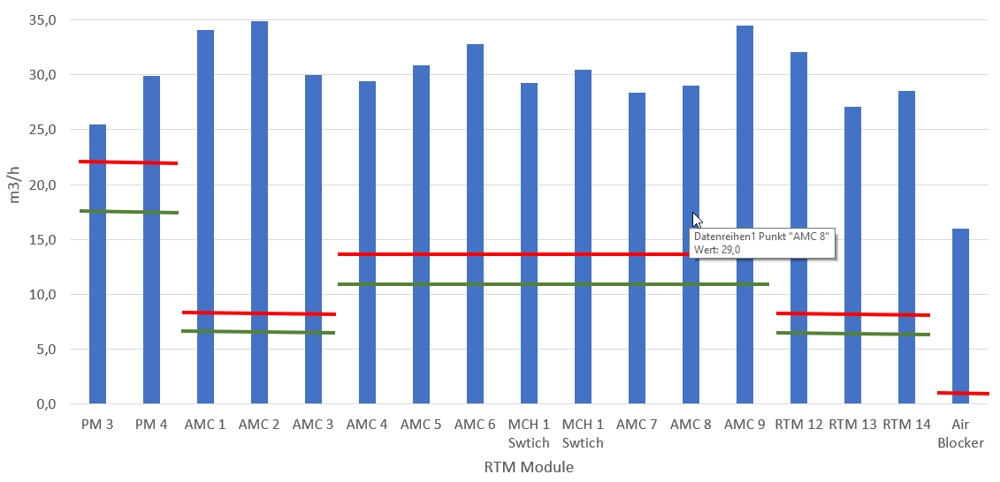 35,0
30,0
25,0
20,0
15,0
10,0
5,0
0,0
m3/h
Datenreihen1 Punkt "AMC 8"
Wert: 29,0
PM 3
PM 4
AMC 1
AMC 2
AMC 3
AMC 4
AMC 5
AMC 6
MCH 1
Swtich
MCH 1
Swtich
AMC 7
AMC 8
AMC 9
RTM 12
RTM 13
RTM 14
Air
Blocker
RTM Module